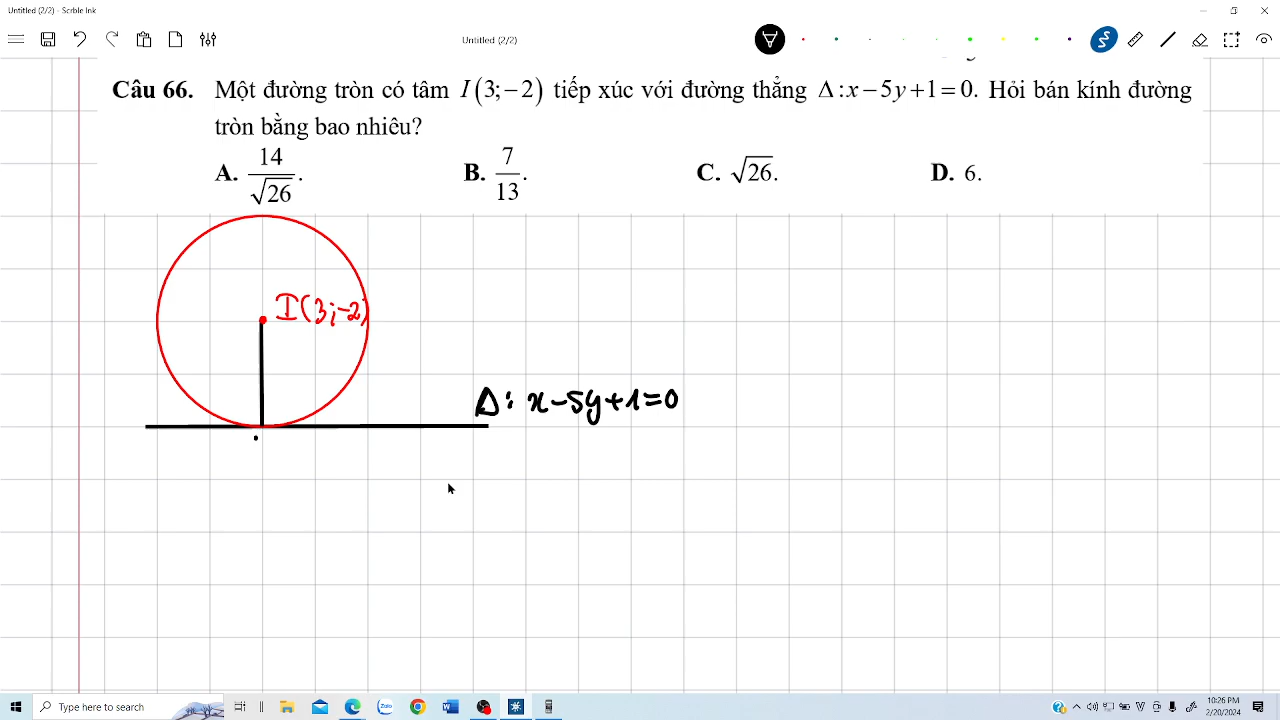 Untitled (2/2) - Scrble Ink
Untitled (2/2)
Câu 66. Một đường tròn có tâm I(3;−2) tiếp xúc với đường thẳng Δ:x−5y+1=0. Hỏi bán kính đường
tròn bằng bao nhiêu?
A. 14/√26. B. 7/13. C. √26. D. 6.
I(3;-2)
Δ: x-5y+1=0
Type here to search
Zalo
10:26 PM
2/20/2024